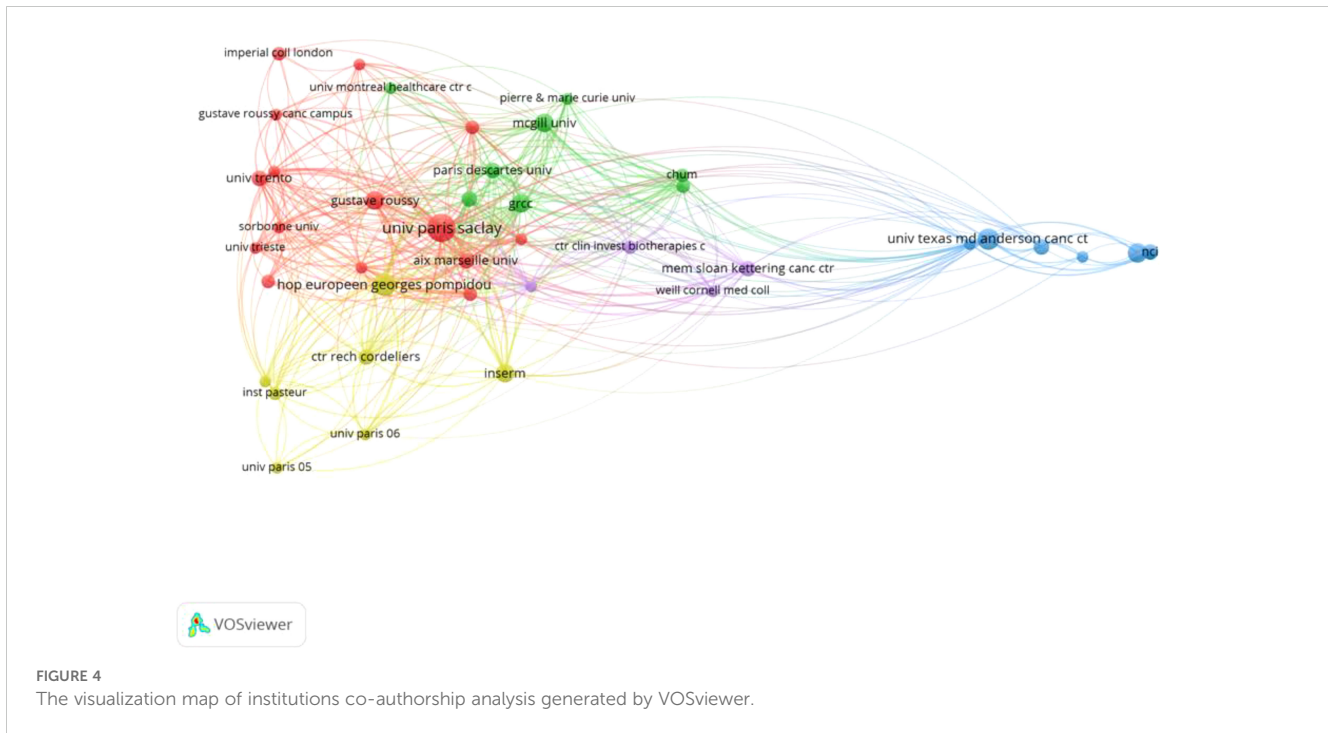 imperial coll london
univ montreal healthcare ctr c
pierre & marie curie univ
gustave roussy canc campus
mcgill univ
paris descartes univ
chum
univ trento
gustave roussy
grcc
sorbonne univ
univ paris saclay
univ texas md anderson canc ct
univ trieste
ctr clin invest biotherapies c
nci
aix marseille univ
mem sloan kettering canc ctr
hop europeen georges pompidou
weill cornell med coll
ctr rech cordeliers
inserm
inst pasteur
univ paris 06
univ paris 05
VOSviewer
FIGURE 4
The visualization map of institutions co-authorship analysis generated by VOSviewer.